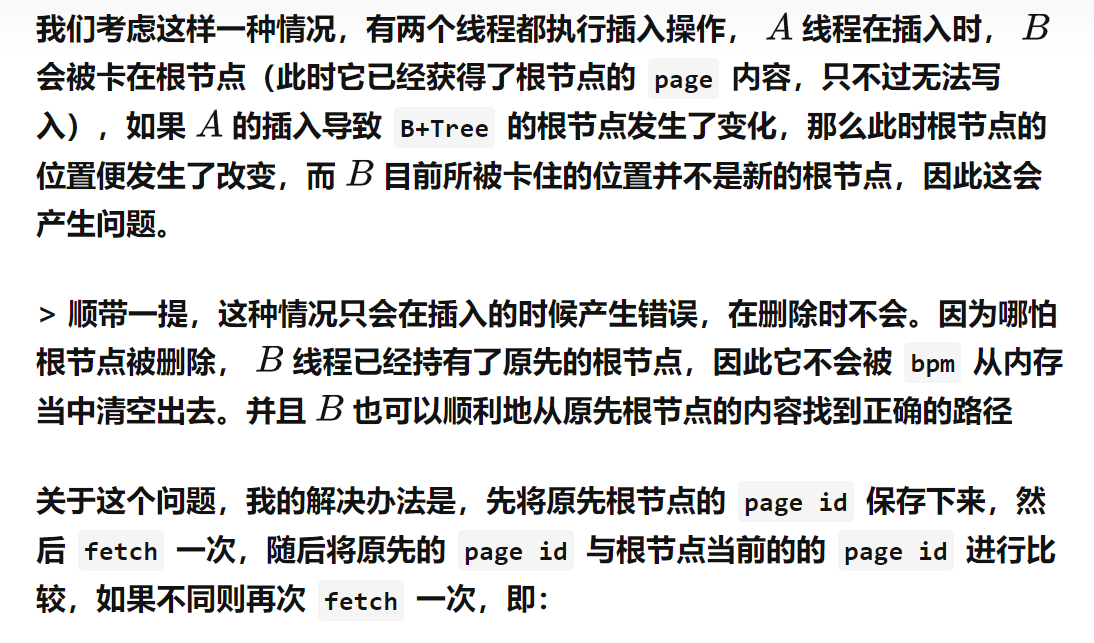 我们考虑这样一种情况，有两个线程都执行插入操作， A 线程在插入时， B
会被卡在根节点（此时它已经获得了根节点的 page 内容，只不过无法写
入），如果 A 的插入导致 B+Tree 的根节点发生了变化，那么此时根节点的
位置便发生了改变，而 B 目前所被卡住的位置并不是新的根节点，因此这会
产生问题。
> 顺带一提，这种情况只会在插入的时候产生错误，在删除时不会。因为哪怕
根节点被删除， B 线程已经持有了原先的根节点，因此它不会被 bpm 从内存
当中清空出去。并且 B 也可以顺利地从原先根节点的内容找到正确的路径
关于这个问题，我的解决办法是，先将原先根节点的 page id 保存下来，然
后 fetch 一次，随后将原先的 page id 与根节点当前的的 page id 进行比
较，如果不同则再次 fetch 一次，即：